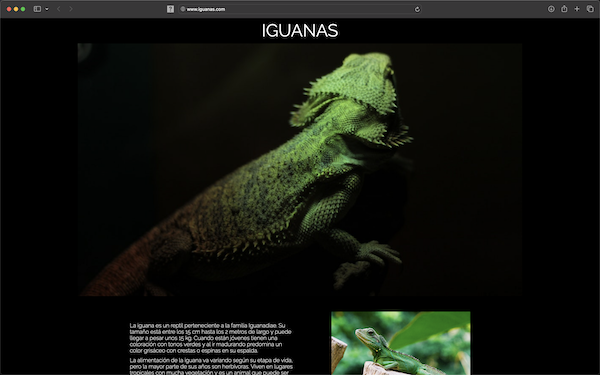 www.iguanas.com
IGUANAS
La iguana es un reptil perteneciente a la familia Iguanadiae. Su
tamaño está entre los 15 cm hasta los 2 metros de largo y puede
llegar a pesar unos 15 kg. Cuando están jóvenes tienen una
coloración con tonos verdes y al ir madurando predomina un
color grisáceo con crestas o espinas en su espalda.
La alimentación de la iguana va variando según su etapa de vida,
pero la mayor parte de sus años son herbívoras. Viven en lugares
tropicales con mucha vegetación y es un animal que puede ser